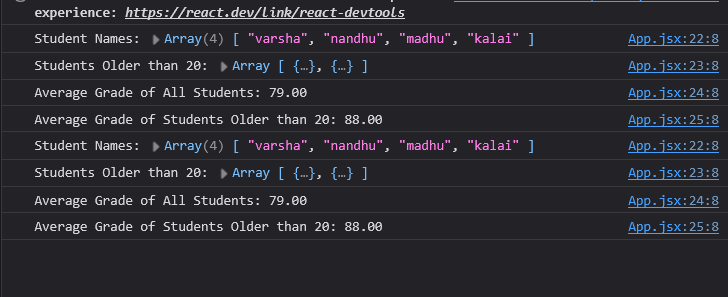 experience: https://react.dev/link/react-devtools
Student Names: ▶Array(4) [ "varsha", "nandhu", "madhu", "kalai" ] App.jsx:22:8
Students Older than 20: ▶Array [ {…}, {…} ] App.jsx:23:8
Average Grade of All Students: 79.00 App.jsx:24:8
Average Grade of Students Older than 20: 88.00 App.jsx:25:8
Student Names: ▶Array(4) [ "varsha", "nandhu", "madhu", "kalai" ] App.jsx:22:8
Students Older than 20: ▶Array [ {…}, {…} ] App.jsx:23:8
Average Grade of All Students: 79.00 App.jsx:24:8
Average Grade of Students Older than 20: 88.00 App.jsx:25:8